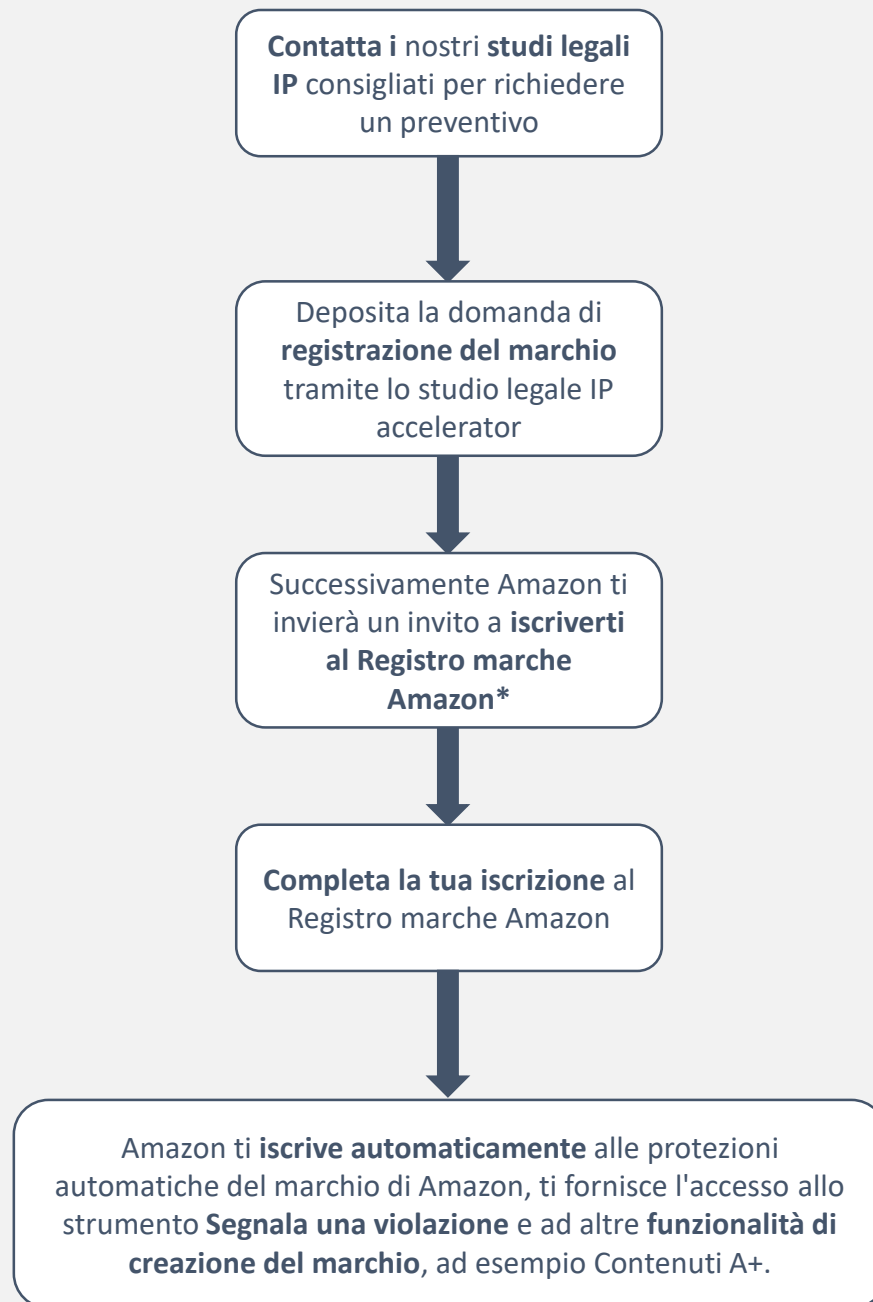 Contatta i nostri studi legali
IP consigliati per richiedere
un preventivo
Deposita la domanda di
registrazione del marchio
tramite lo studio legale IP
accelerator
Successivamente Amazon ti
invierà un invito a iscriverti
al Registro marche
Amazon*
Completa la tua iscrizione al
Registro marche Amazon
Amazon ti iscrive automaticamente alle protezioni
automatiche del marchio di Amazon, ti fornisce l'accesso allo
strumento Segnala una violazione e ad altre funzionalità di
creazione del marchio, ad esempio Contenuti A+.